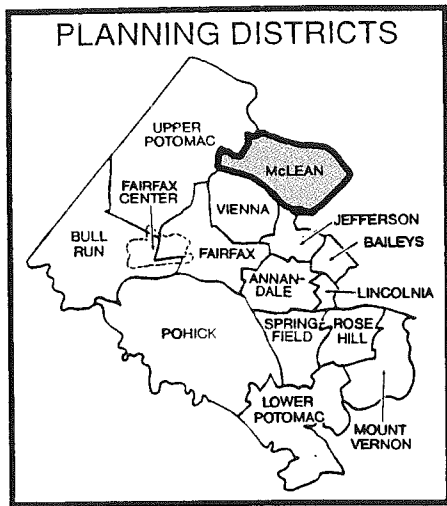 PLANNING DISTRICTS
UPPER
POTOMAC
McLEAN
FAIRFAX
CENTER
VIENNA
JEFFERSON
BAILEYS
BULL
RUN
FAIRFAX
ANNAN-
DALE
LINCOLNIA
POHICK
SPRING-
FIELD
ROSE
HILL
LOWER
POTOMAC
MOUNT
VERNON